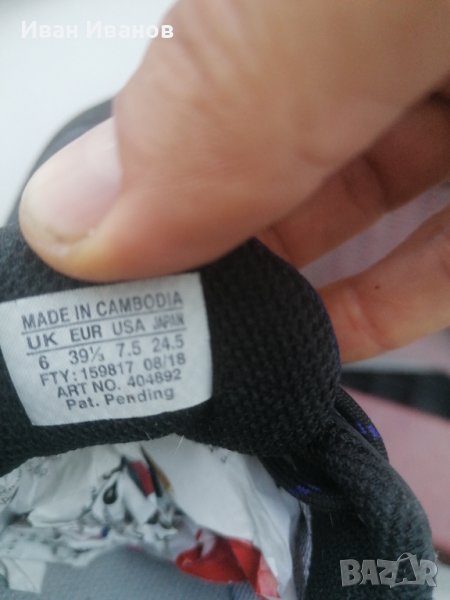 Иван Иванов
MADE IN CAMBODIA
UK EUR USA JAPAN
6 39⅓ 7.5 24.5
FTY:159817 08/18
ART NO. 404892
Pat. Pending
BAZAR